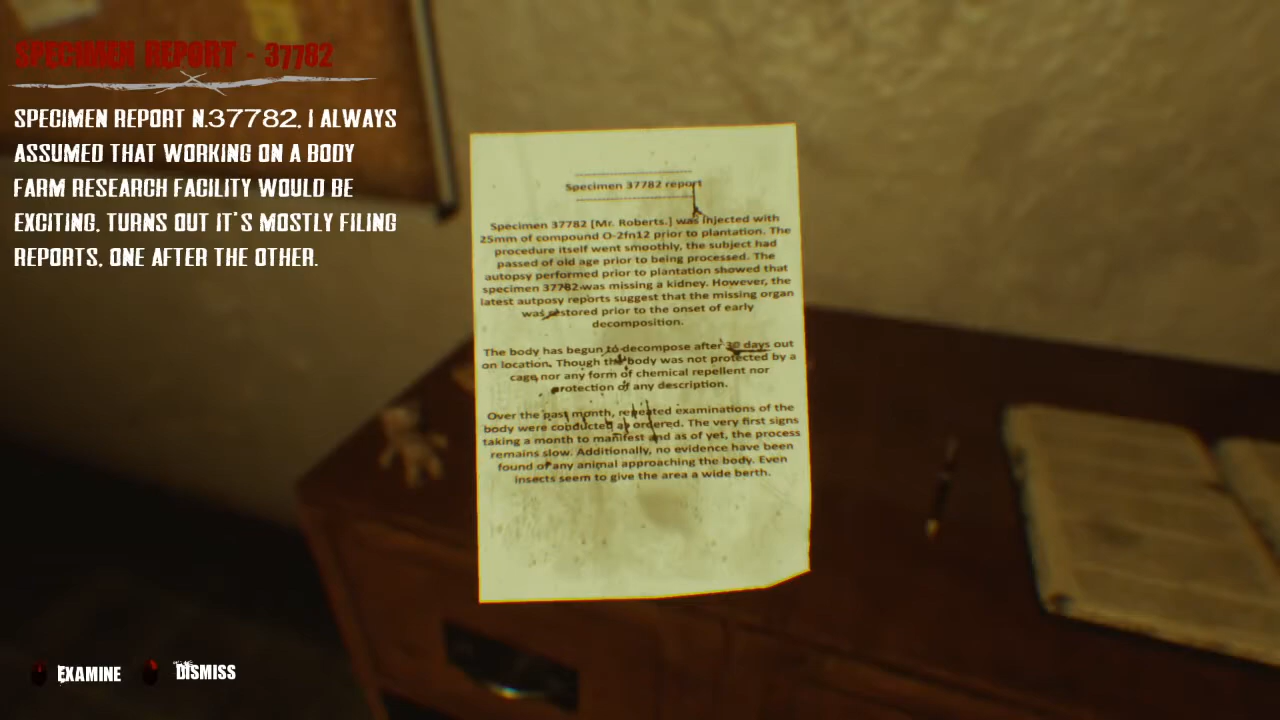 SPECIMEN REPORT - 37782
SPECIMEN REPORT N.37782, I ALWAYS
ASSUMED THAT WORKING ON A BODY
FARM RESEARCH FACILITY WOULD BE
EXCITING, TURNS OUT IT'S MOSTLY FILING
REPORTS, ONE AFTER THE OTHER.
Specimen 37782 report
Specimen 37782 [Mr. Roberts.] was injected with
25mm of compound O-2fn12 prior to plantation. The
procedure itself went smoothly, the subject had
passed of old age prior to being processed. The
autopsy performed prior to plantation showed that
specimen 37782 was missing a kidney. However, the
latest autposy reports suggest that the missing organ
was restored prior to the onset of early
decomposition.
The body has begun to decompose after 30 days out
on location. Though the body was not protected by a
cage nor any form of chemical repellent nor
protection of any description.
Over the past month, repeated examinations of the
body were conducted as ordered. The very first signs
taking a month to manifest and as of yet, the process
remains slow. Additionally, no evidence have been
found of any animal approaching the body. Even
insects seem to give the area a wide berth.
EXAMINE
DISMISS